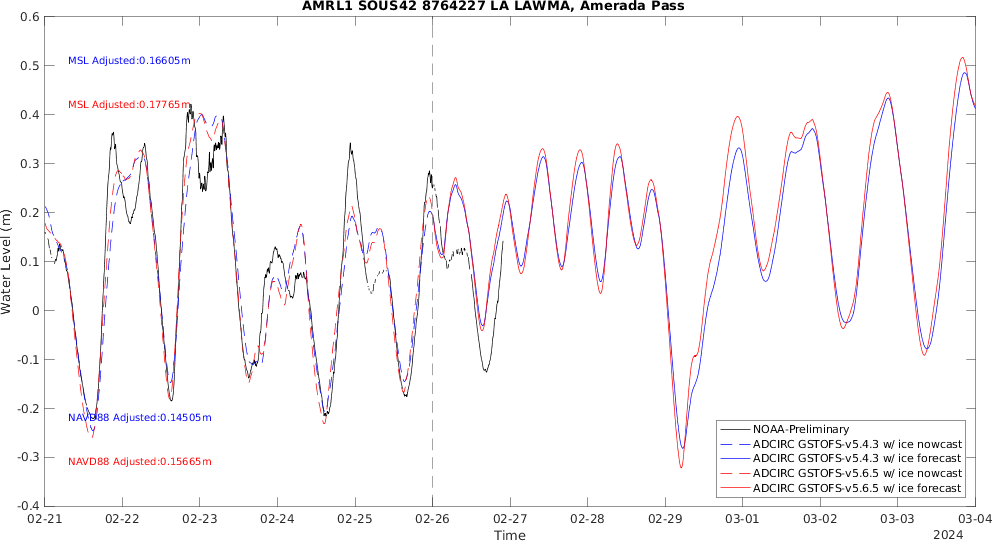 AMRL1 SOUS42 8764227 LA LAWMA, Amerada Pass
0.6
0.5
0.4
0.3
0.2
0.1
0
-0.1
-0.2
-0.3
-0.4
Water Level (m)
MSL Adjusted:0.16605m
MSL Adjusted:0.17765m
NAVD88 Adjusted:0.14505m
NAVD88 Adjusted:0.15665m
NOAA-Preliminary
ADCIRC GSTOFS-v5.4.3 w/ ice nowcast
ADCIRC GSTOFS-v5.4.3 w/ ice forecast
ADCIRC GSTOFS-v5.6.5 w/ ice nowcast
ADCIRC GSTOFS-v5.6.5 w/ ice forecast
02-21 02-22 02-23 02-24 02-25 02-26 02-27 02-28 02-29 03-01 03-02 03-03 03-04
Time
2024